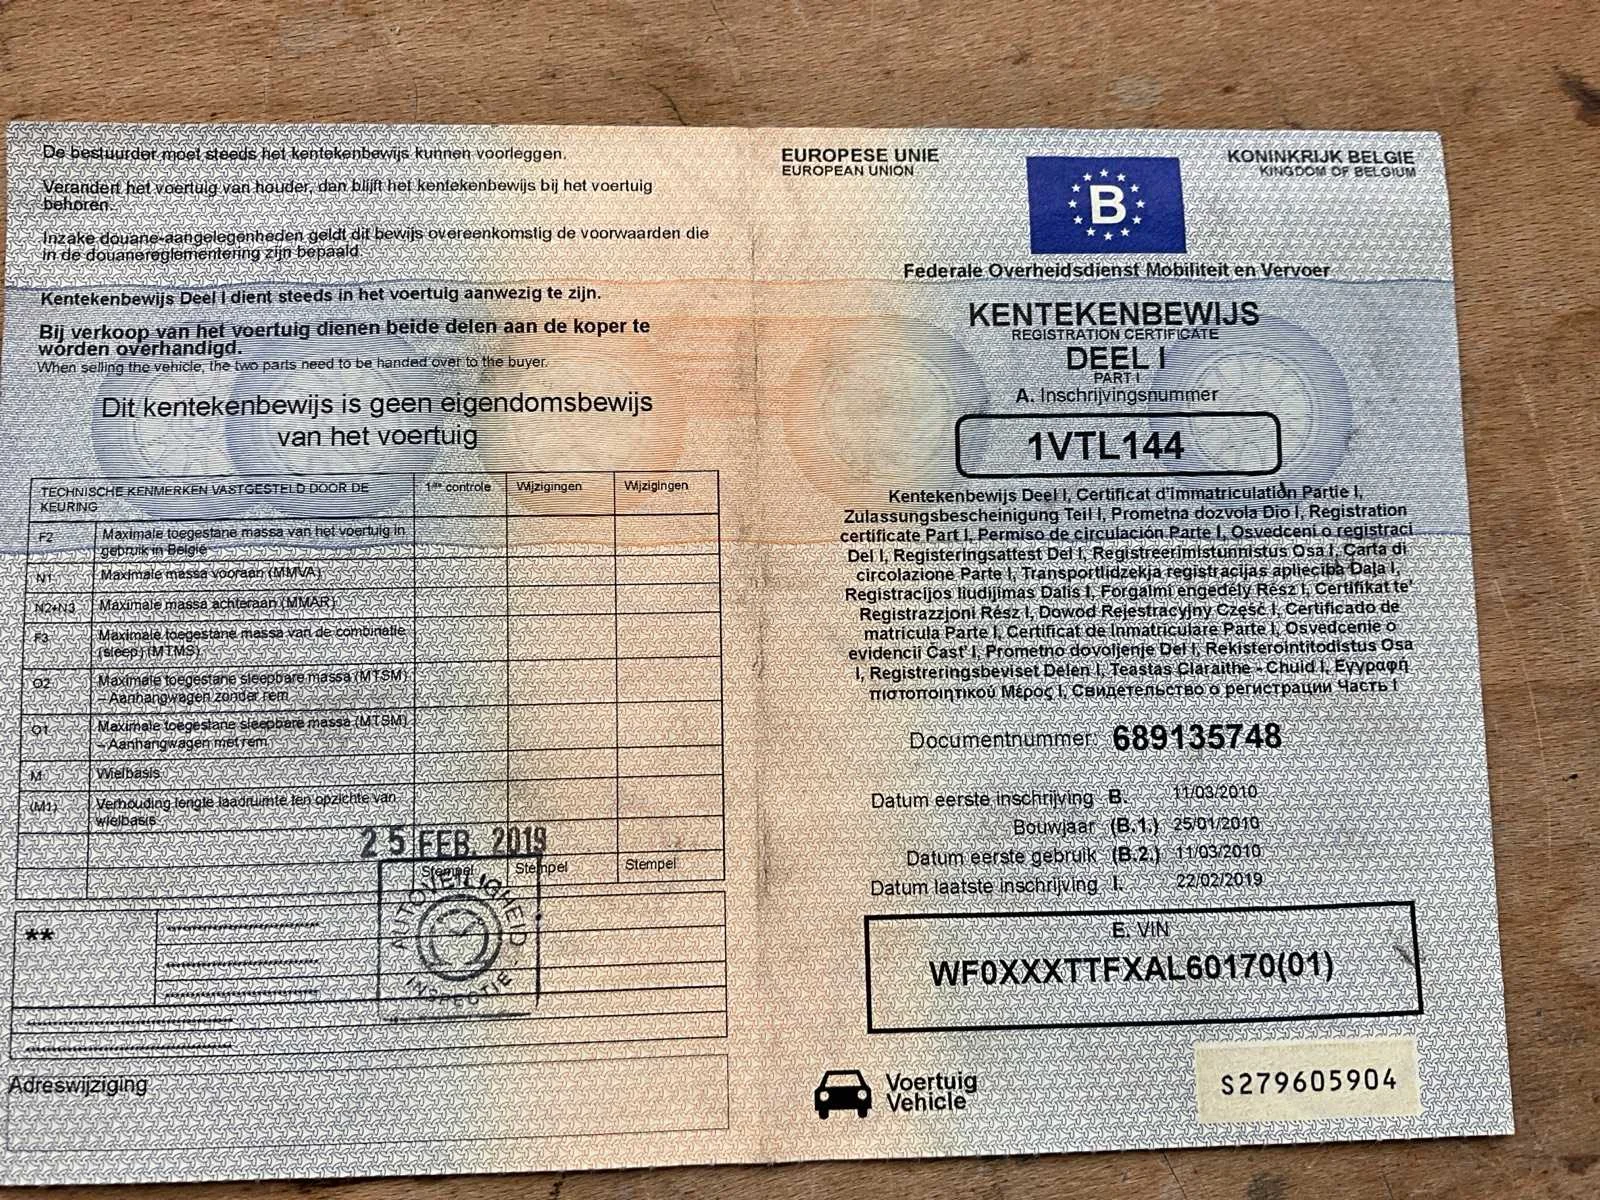 De bestuurder moet steeds het kentekenbewijs kunnen voorleggen.
Verandert het voertuig van houder, dan blijft het kentekenbewijs bij het voertuig
behoren.
Inzake douane-aangelegenheden geldt dit bewijs overeenkomstig de voorwaarden die
in de douanereglementering zijn bepaald.
Kentekenbewijs Deel I dient steeds in het voertuig aanwezig te zijn.
Bij verkoop van het voertuig dienen beide delen aan de koper te
worden overhandigd.
When selling the vehicle, the two parts need to be handed over to the buyer.
Dit kentekenbewijs is geen eigendomsbewijs
van het voertuig
TECHNISCHE KENMERKEN VASTGESTELD DOOR DE
KEURING
1ste controle
Wijzigingen
Wijzigingen
F2 Maximale toegestane massa van het voertuig in
gebruik in België
N1 Maximale massa vooraan (MMVA)
N2+N3 Maximale massa achteraan (MMAR)
F3 Maximale toegestane massa van de combinatie
(sleep) (MTMS)
O2 Maximale toegestane sleepbare massa (MTSM)
– Aanhangwagen zonder rem
O1 Maximale toegestane sleepbare massa (MTSM)
– Aanhangwagen met rem
M Wielbasis
(M1) Verhouding lengte laadruimte ten opzichte van
wielbasis
25 FEB. 2019
Stempel
Stempel
Stempel
AUTOVEILIGHEID
INSPECTIE
**
Adreswijziging
EUROPESE UNIE
EUROPEAN UNION
B
KONINKRIJK BELGIE
KINGDOM OF BELGIUM
Federale Overheidsdienst Mobiliteit en Vervoer
KENTEKENBEWIJS
REGISTRATION CERTIFICATE
DEEL I
PART I
A. Inschrijvingsnummer
1VTL144
Kentekenbewijs Deel I, Certificat d'immatriculation Partie I,
Zulassungsbescheinigung Teil I, Prometna dozvola Dio I, Registration
certificate Part I, Permiso de circulación Parte I, Osvedceni o registraci
Del I, Registeringsattest Del I, Registreerimistunnistus Osa I, Carta di
circolazione Parte I, Transportlidzekja registracijas apliecíba Daļa I,
Registracijos liudijimas Dalis I, Forgalmi engedély Rész I, Certifikat te'
Registrazzjoni Rész I, Dowód Rejestracyjny Część I, Certificado de
matricula Parte I, Certificat de Inmatriculare Partea I, Osvedcenie o
evidencii Čast' I, Prometno dovoljenje Del I, Rekisterointitodistus Osa
I, Registreringsbeviset Delen I, Teastas Claraithe - Chuid I, Εγγραφή
πιστοποιητικού Μέρος I, Свидетельство о регистрации Часть I
Documentnummer: 689135748
Datum eerste inschrijving B. 11/03/2010
Bouwjaar (B.1.) 25/01/2010
Datum eerste gebruik (B.2.) 11/03/2010
Datum laatste inschrijving I. 22/02/2019
E. VIN
WF0XXXTTFXAL60170(01)
Voertuig
Vehicle
S279605904